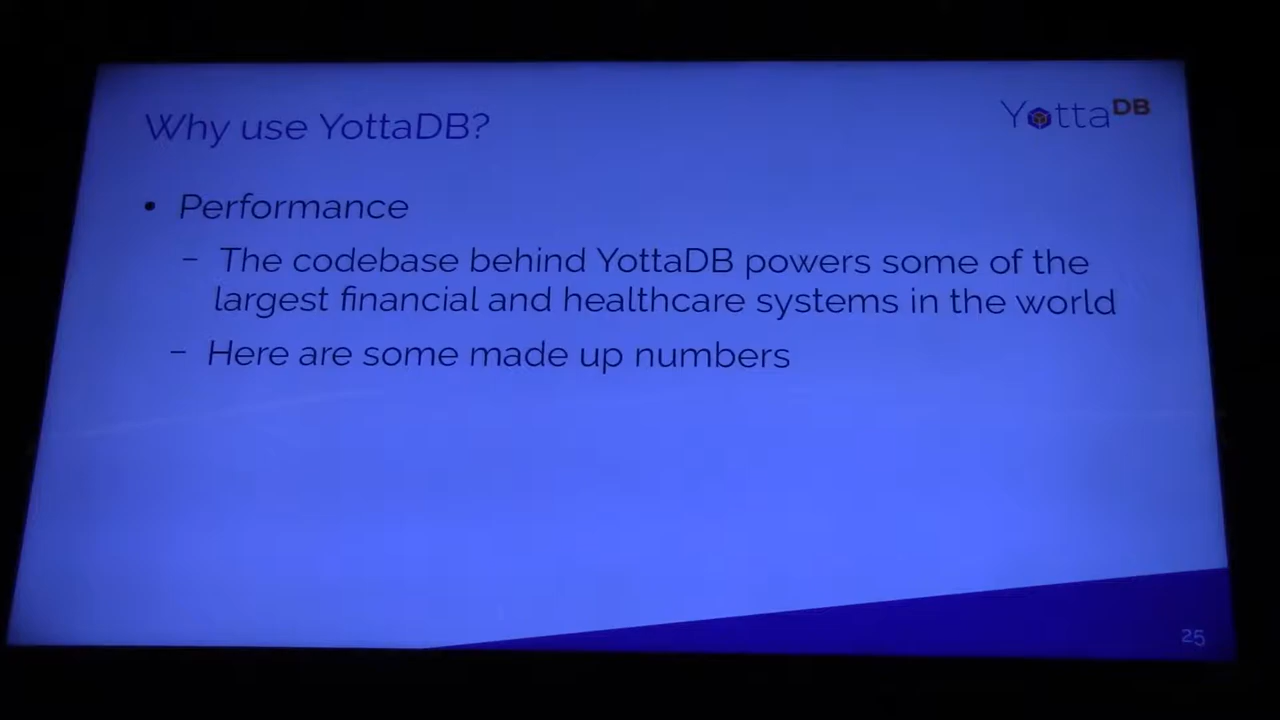 Why use YottaDB?
YottaDB
• Performance
– The codebase behind YottaDB powers some of the
largest financial and healthcare systems in the world
– Here are some made up numbers
25